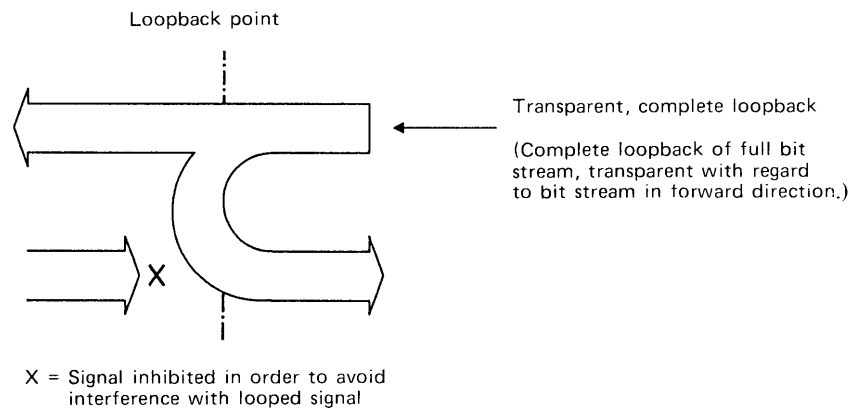 Loopback point
Transparent, complete loopback
(Complete loopback of full bit
stream, transparent with regard
to bit stream in forward direction.)
X
X = Signal inhibited in order to avoid
interference with looped signal